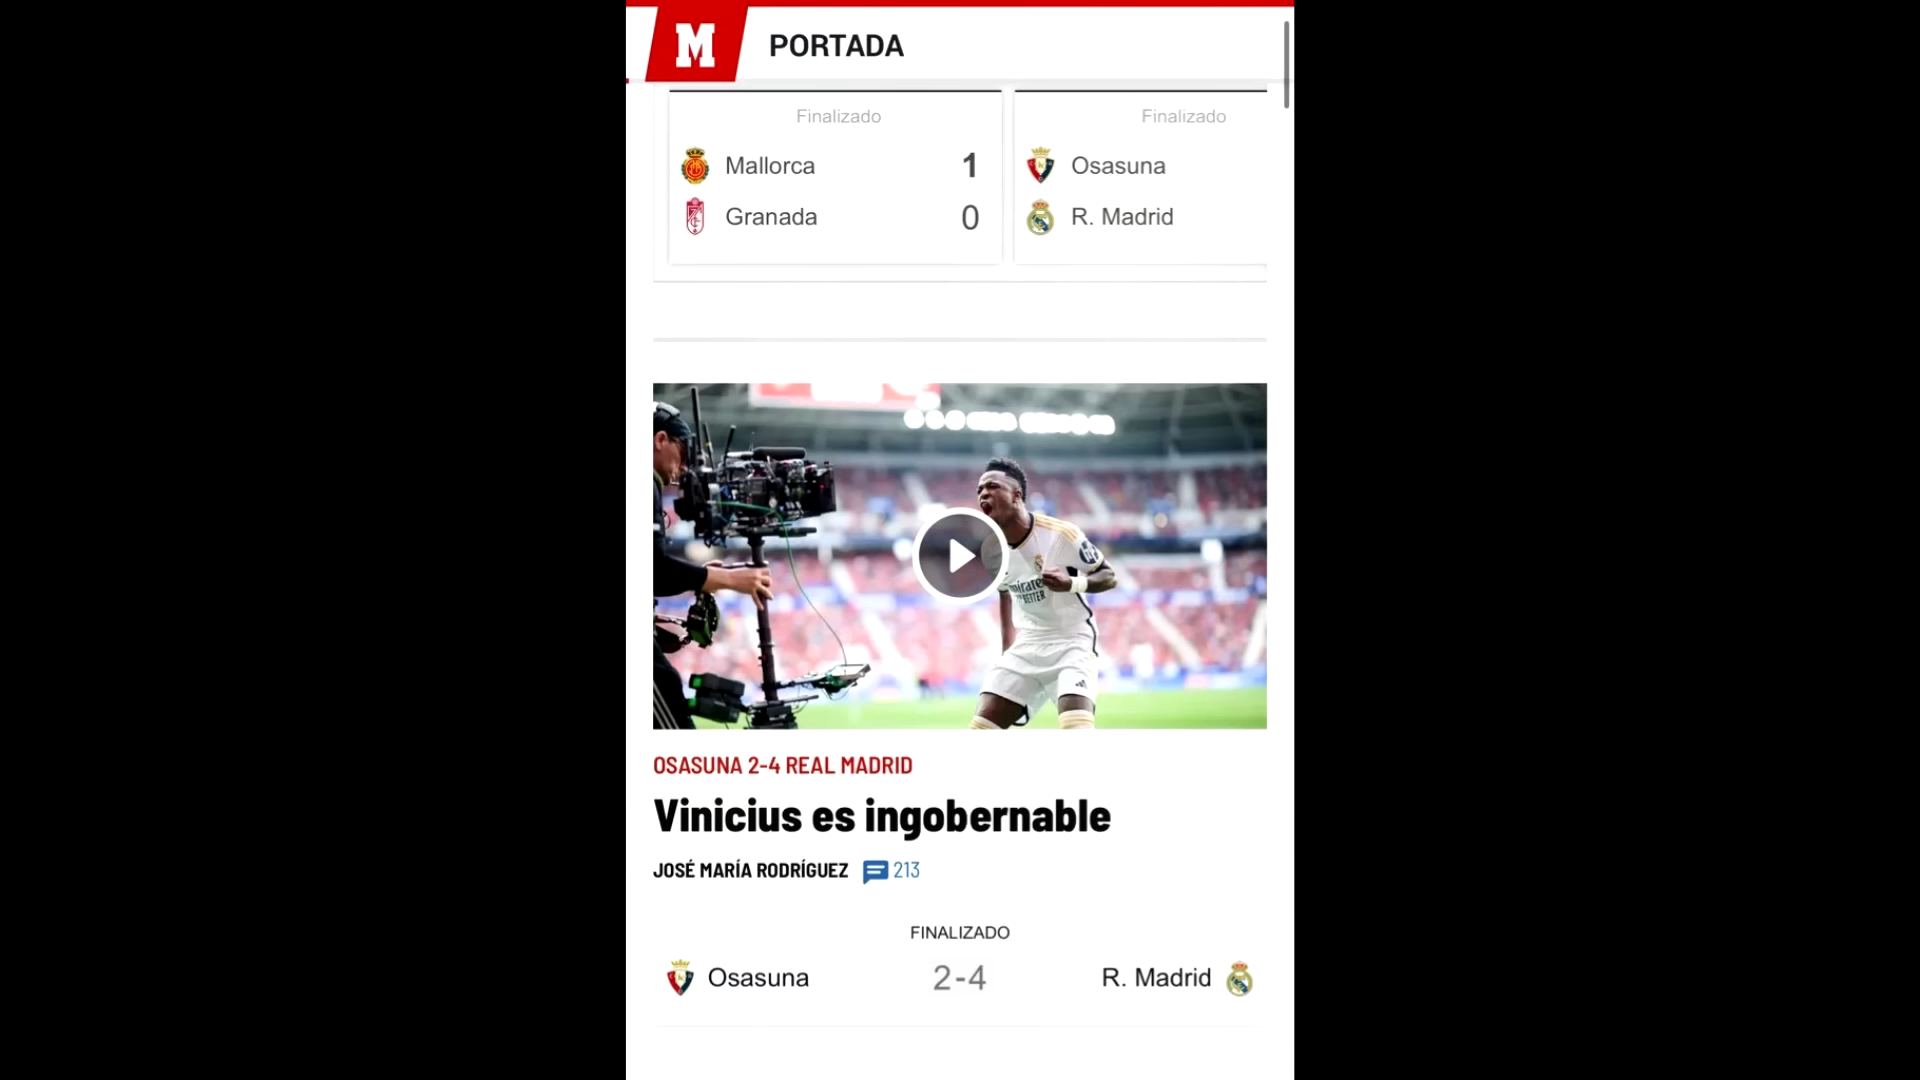 M PORTADA
Finalizado
Mallorca 1
Granada 0
Finalizado
Osasuna
R. Madrid
OSASUNA 2-4 REAL MADRID
Vinicius es ingobernable
JOSÉ MARÍA RODRÍGUEZ 213
FINALIZADO
Osasuna 2-4 R. Madrid